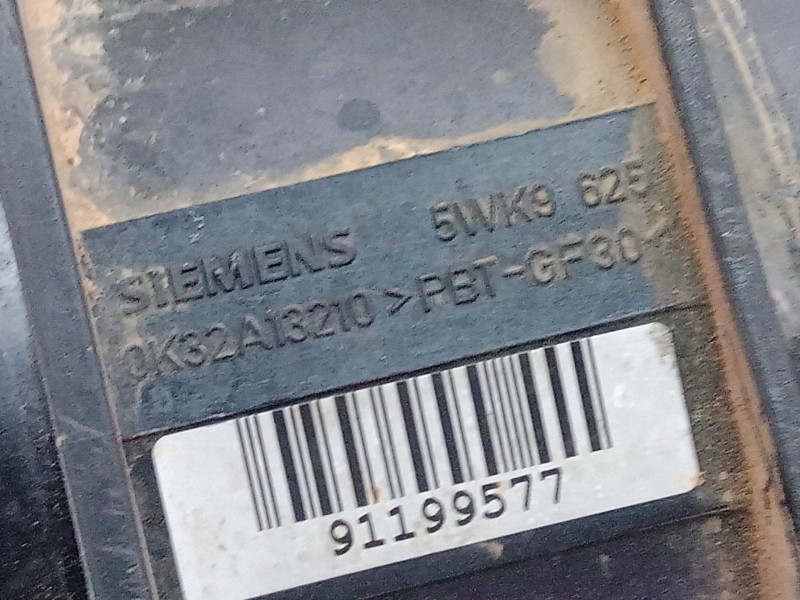 SIEMENS 5WK9 625
0K32A13210 >PBT-GF30<
91199577